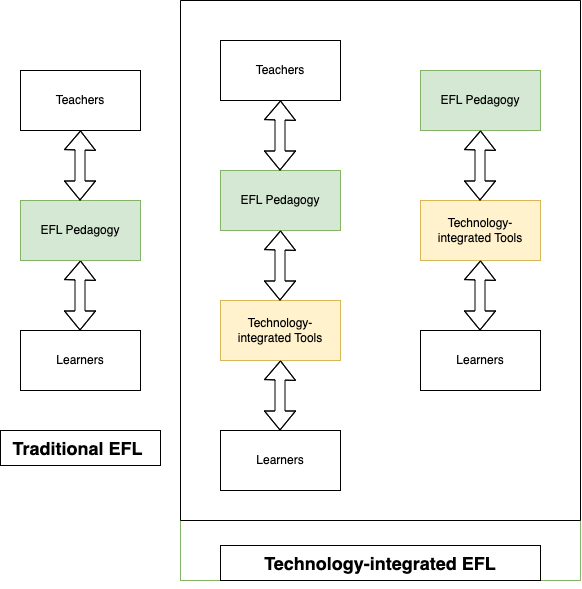 Teachers
EFL Pedagogy
Learners
Traditional EFL
Teachers
EFL Pedagogy
Technology-
integrated Tools
Learners
EFL Pedagogy
Technology-
integrated Tools
Learners
Technology-integrated EFL